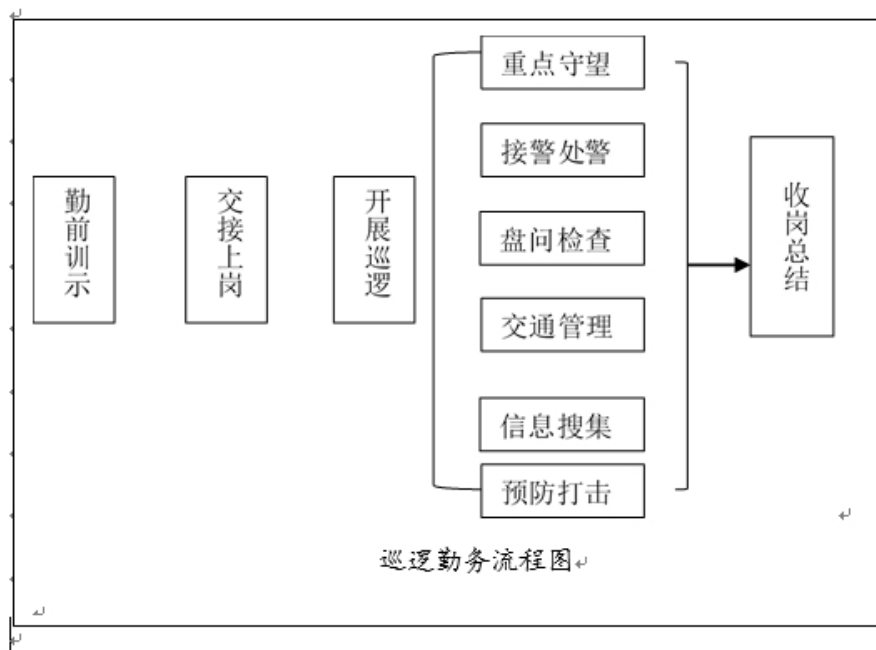 勤前训示
交接上岗
开展巡逻
重点守望
接警处警
盘问检查
交通管理
信息搜集
预防打击
收岗总结
巡逻勤务流程图